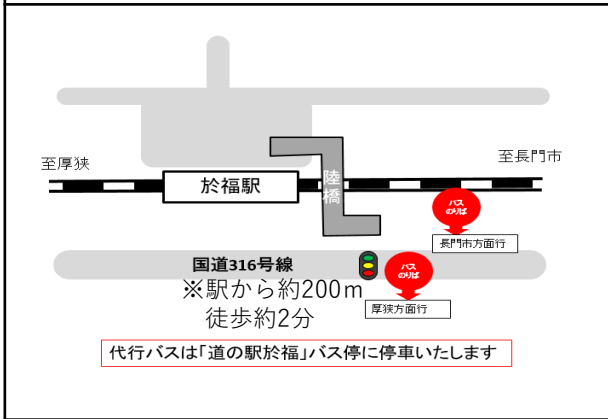 至厚狭
至長門市
於福駅
陸橋
バス
のりば
長門市方面行
国道316号線
バス
のりば
※駅から約200m
徒歩約2分
厚狭方面行
代行バスは「道の駅於福」バス停に停車いたします